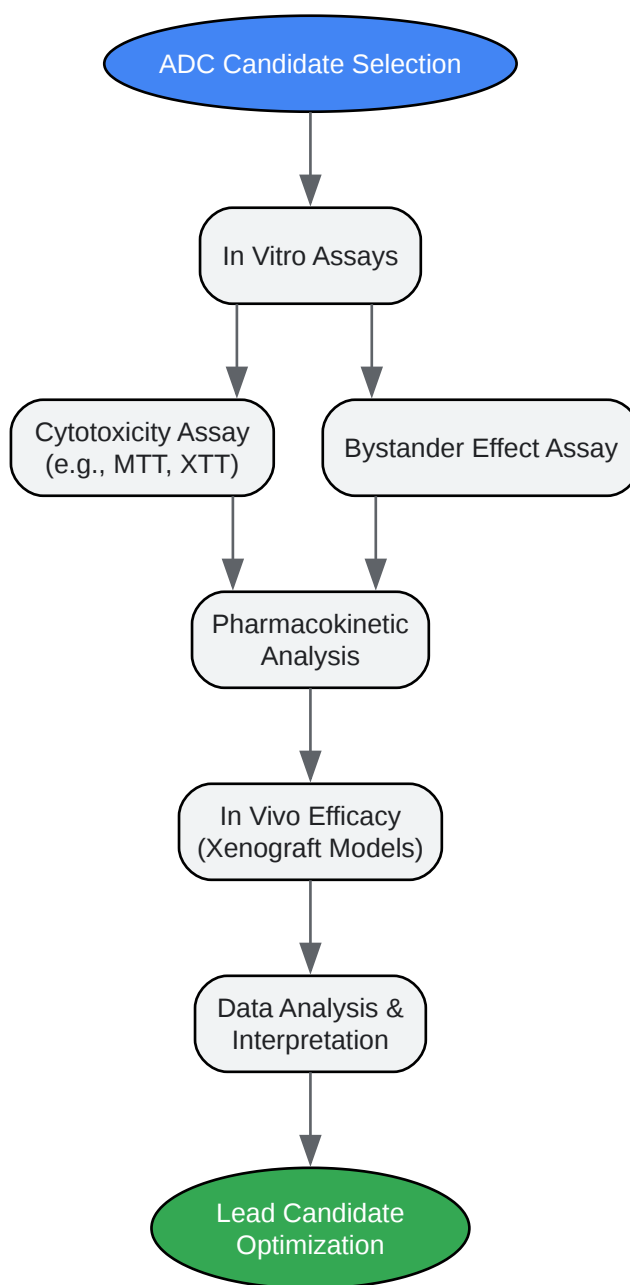 ADC Candidate Selection
In Vitro Assays
Cytotoxicity Assay
(e.g., MTT, XTT)
Bystander Effect Assay
Pharmacokinetic
Analysis
In Vivo Efficacy
(Xenograft Models)
Data Analysis &
Interpretation
Lead Candidate
Optimization